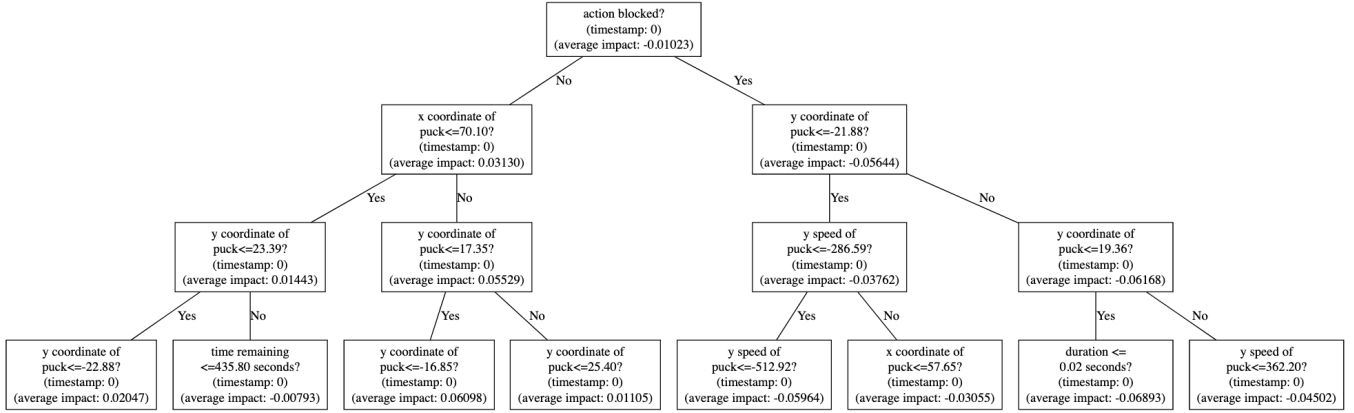 action blocked?
(timestamp: 0)
(average impact: -0.01023)
No
Yes
x coordinate of
puck<=70.10?
(timestamp: 0)
(average impact: 0.03130)
y coordinate of
puck<=-21.88?
(timestamp: 0)
(average impact: -0.05644)
Yes
No
Yes
No
y coordinate of
puck<=23.39?
(timestamp: 0)
(average impact: 0.01443)
y coordinate of
puck<=17.35?
(timestamp: 0)
(average impact: 0.05529)
y speed of
puck<=-286.59?
(timestamp: 0)
(average impact: -0.03762)
y coordinate of
puck<=19.36?
(timestamp: 0)
(average impact: -0.06168)
Yes
No
Yes
No
Yes
No
Yes
No
y coordinate of
puck<=-22.88?
(timestamp: 0)
(average impact: 0.02047)
time remaining
<=435.80 seconds?
(timestamp: 0)
(average impact: -0.00793)
y coordinate of
puck<=-16.85?
(timestamp: 0)
(average impact: 0.06098)
y coordinate of
puck<=25.40?
(timestamp: 0)
(average impact: 0.01105)
y speed of
puck<=-512.92?
(timestamp: 0)
(average impact: -0.05964)
x coordinate of
puck<=57.65?
(timestamp: 0)
(average impact: -0.03055)
duration <=
0.02 seconds?
(timestamp: 0)
(average impact: -0.06893)
y speed of
puck<=362.20?
(timestamp: 0)
(average impact: -0.04502)